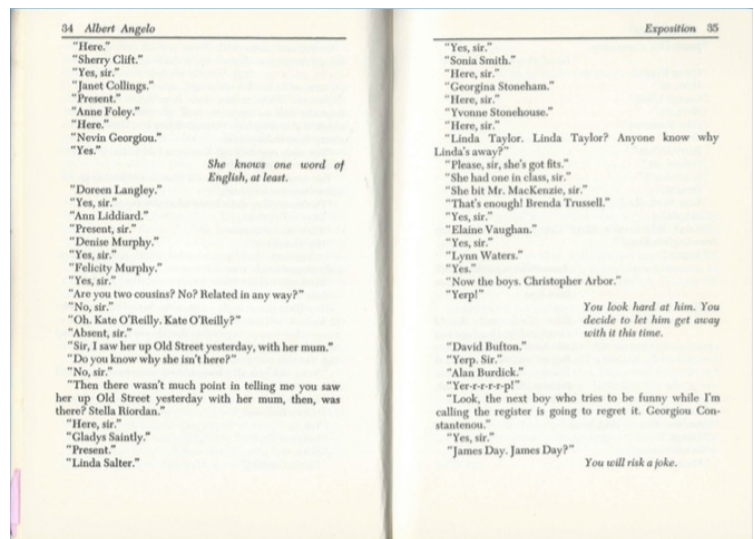 34 Albert Angelo
"Here."
"Sherry Clift."
"Yes, sir."
"Janet Collings."
"Present."
"Anne Foley."
"Here."
"Nevin Georgiou."
"Yes."
She knows one word of
English, at least.
"Doreen Langley."
"Yes, sir."
"Ann Liddiard."
"Present, sir."
"Denise Murphy."
"Yes, sir."
"Felicity Murphy."
"Yes, sir."
"Are you two cousins? No? Related in any way?"
"No, sir."
"Oh. Kate O'Reilly. Kate O'Reilly?"
"Absent, sir."
"Sir, I saw her up Old Street yesterday, with her mum."
"Do you know why she isn't here?"
"No, sir."
"Then there wasn't much point in telling me you saw
her up Old Street yesterday with her mum, then, was
there? Stella Riordan."
"Here, sir."
"Gladys Saintly."
"Present."
"Linda Salter."
Exposition 35
"Yes, sir."
"Sonia Smith."
"Here, sir."
"Georgina Stoneham."
"Here, sir."
"Yvonne Stonehouse."
"Here, sir."
"Linda Taylor. Linda Taylor? Anyone know why
Linda's away?"
"Please, sir, she's got fits."
"She had one in class, sir."
"She bit Mr. MacKenzie, sir."
"That's enough! Brenda Trussell."
"Yes, sir."
"Elaine Vaughan."
"Yes, sir."
"Lynn Waters."
"Yes."
"Now the boys. Christopher Arbor."
"Yerp!"
You look hard at him. You
decide to let him get away
with it this time.
"David Bufton."
"Yerp. Sir."
"Alan Burdick."
"Yer-r-r-r-p!"
"Look, the next boy who tries to be funny while I'm
calling the register is going to regret it. Georgiou Con-
stantenou."
"Yes, sir."
"James Day. James Day?"
You will risk a joke.